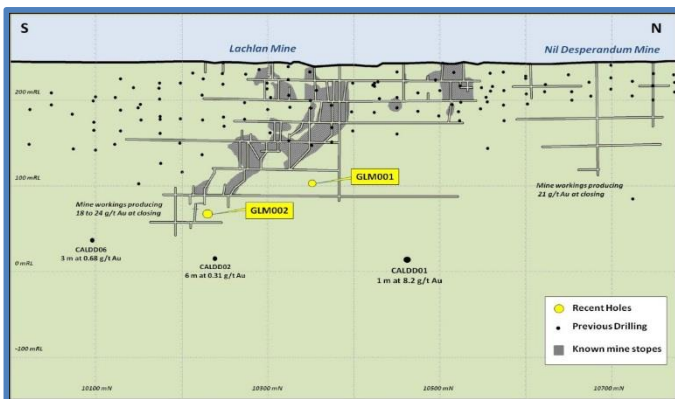 S
N
Lachlan Mine
Nil Desperandum Mine
200 mRL
GLM001
100 mRL
Mine workings producing
18 to 24 g/t Au at closing
GLM002
Mine workings producing
21 g/t Au at closing
CALDD06
3 m at 0.68 g/t Au
CALDD02
6 m at 0.31 g/t Au
CALDD01
1 m at 8.2 g/t Au
0 mRL
Recent Holes
Previous Drilling
Known mine stopes
-100 mRL
10100 mN
10300 mN
10500 mN
10700 mN